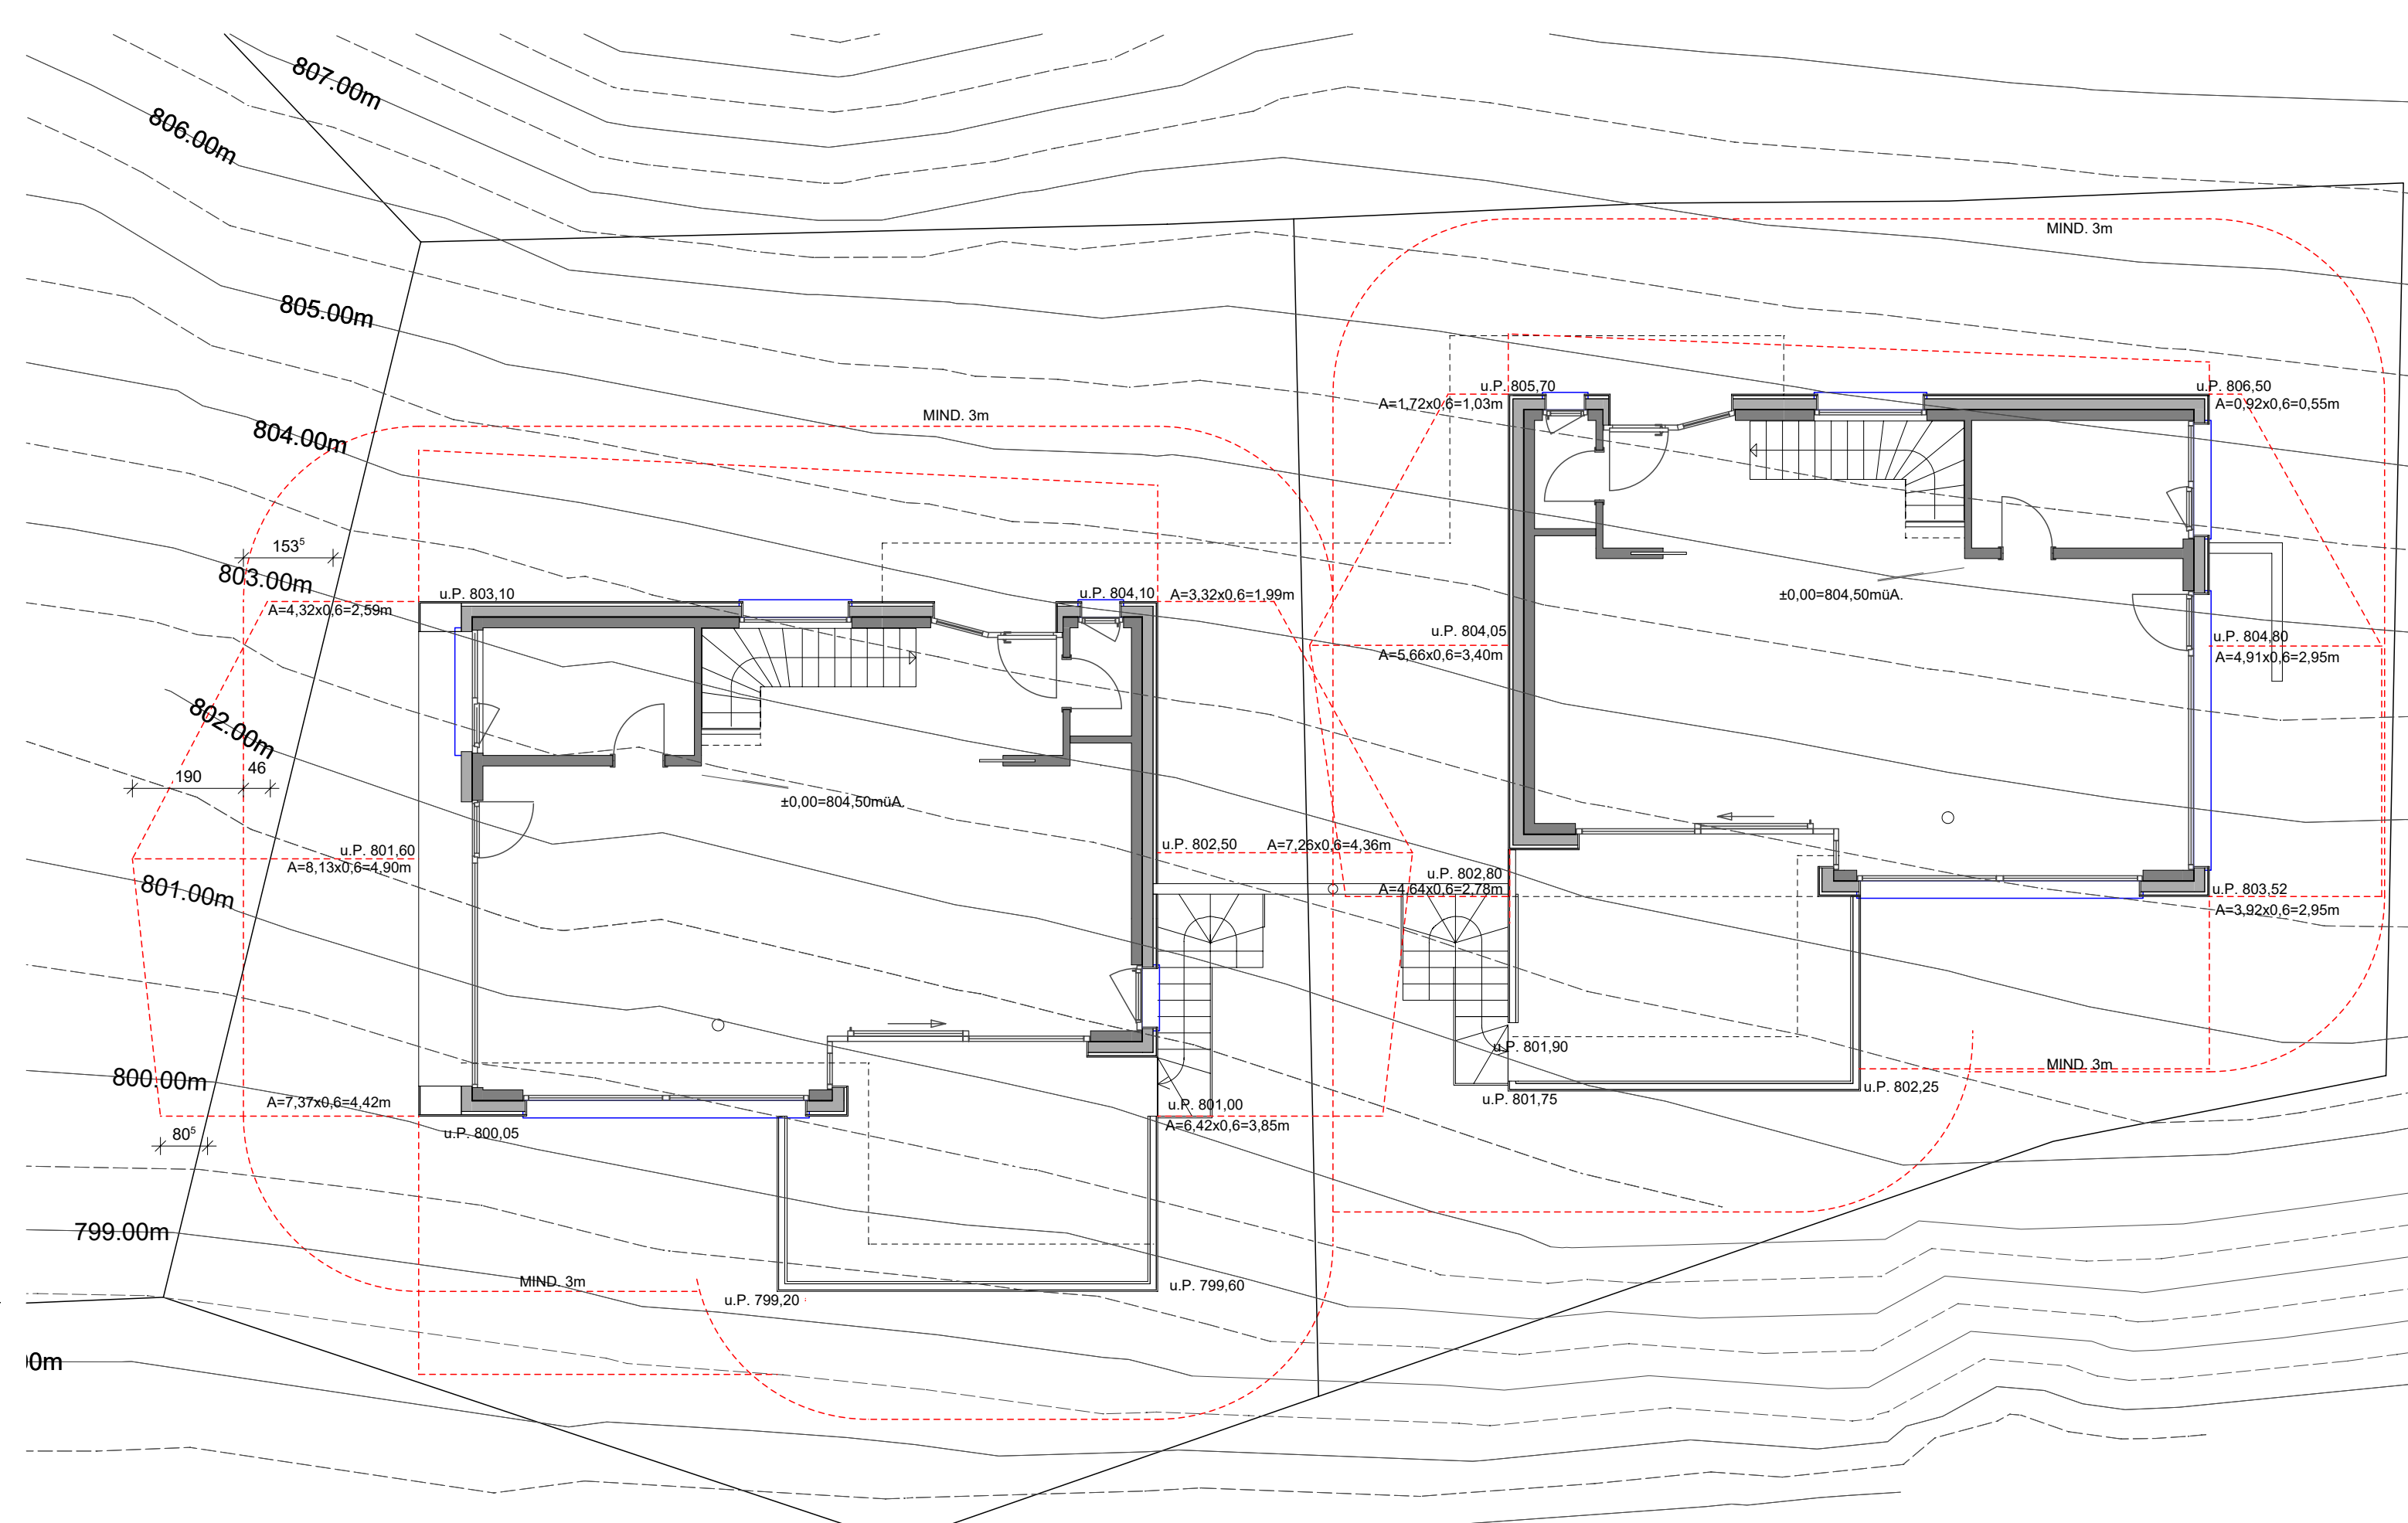 807.00m
806.00m
MIND. 3m
805.00m
u.P. 805,70
A=1,72x0,6=1,03m
u.P. 806,50
A=0,92x0,6=0,55m
MIND. 3m
804.00m
153⁵
803.00m
u.P. 803,10
A=4,32x0,6=2,59m
u.P. 804,10
A=3,32x0,6=1,99m
±0,00=804,50müA.
u.P. 804,05
A=5,66x0,6=3,40m
u.P. 804,80
A=4,91x0,6=2,95m
802.00m
190
46
±0,00=804,50müA.
u.P. 801,60
A=8,13x0,6=4,90m
u.P. 802,50
A=7,26x0,6=4,36m
u.P. 802,80
A=4,64x0,6=2,78m
u.P. 803,52
A=3,92x0,6=2,95m
801.00m
u.P. 801,90
MIND. 3m
800.00m
A=7,37x0,6=4,42m
u.P. 801,00
A=6,42x0,6=3,85m
u.P. 801,75
u.P. 802,25
80⁵
u.P. 800,05
799.00m
MIND. 3m
u.P. 799,20
u.P. 799,60
0m